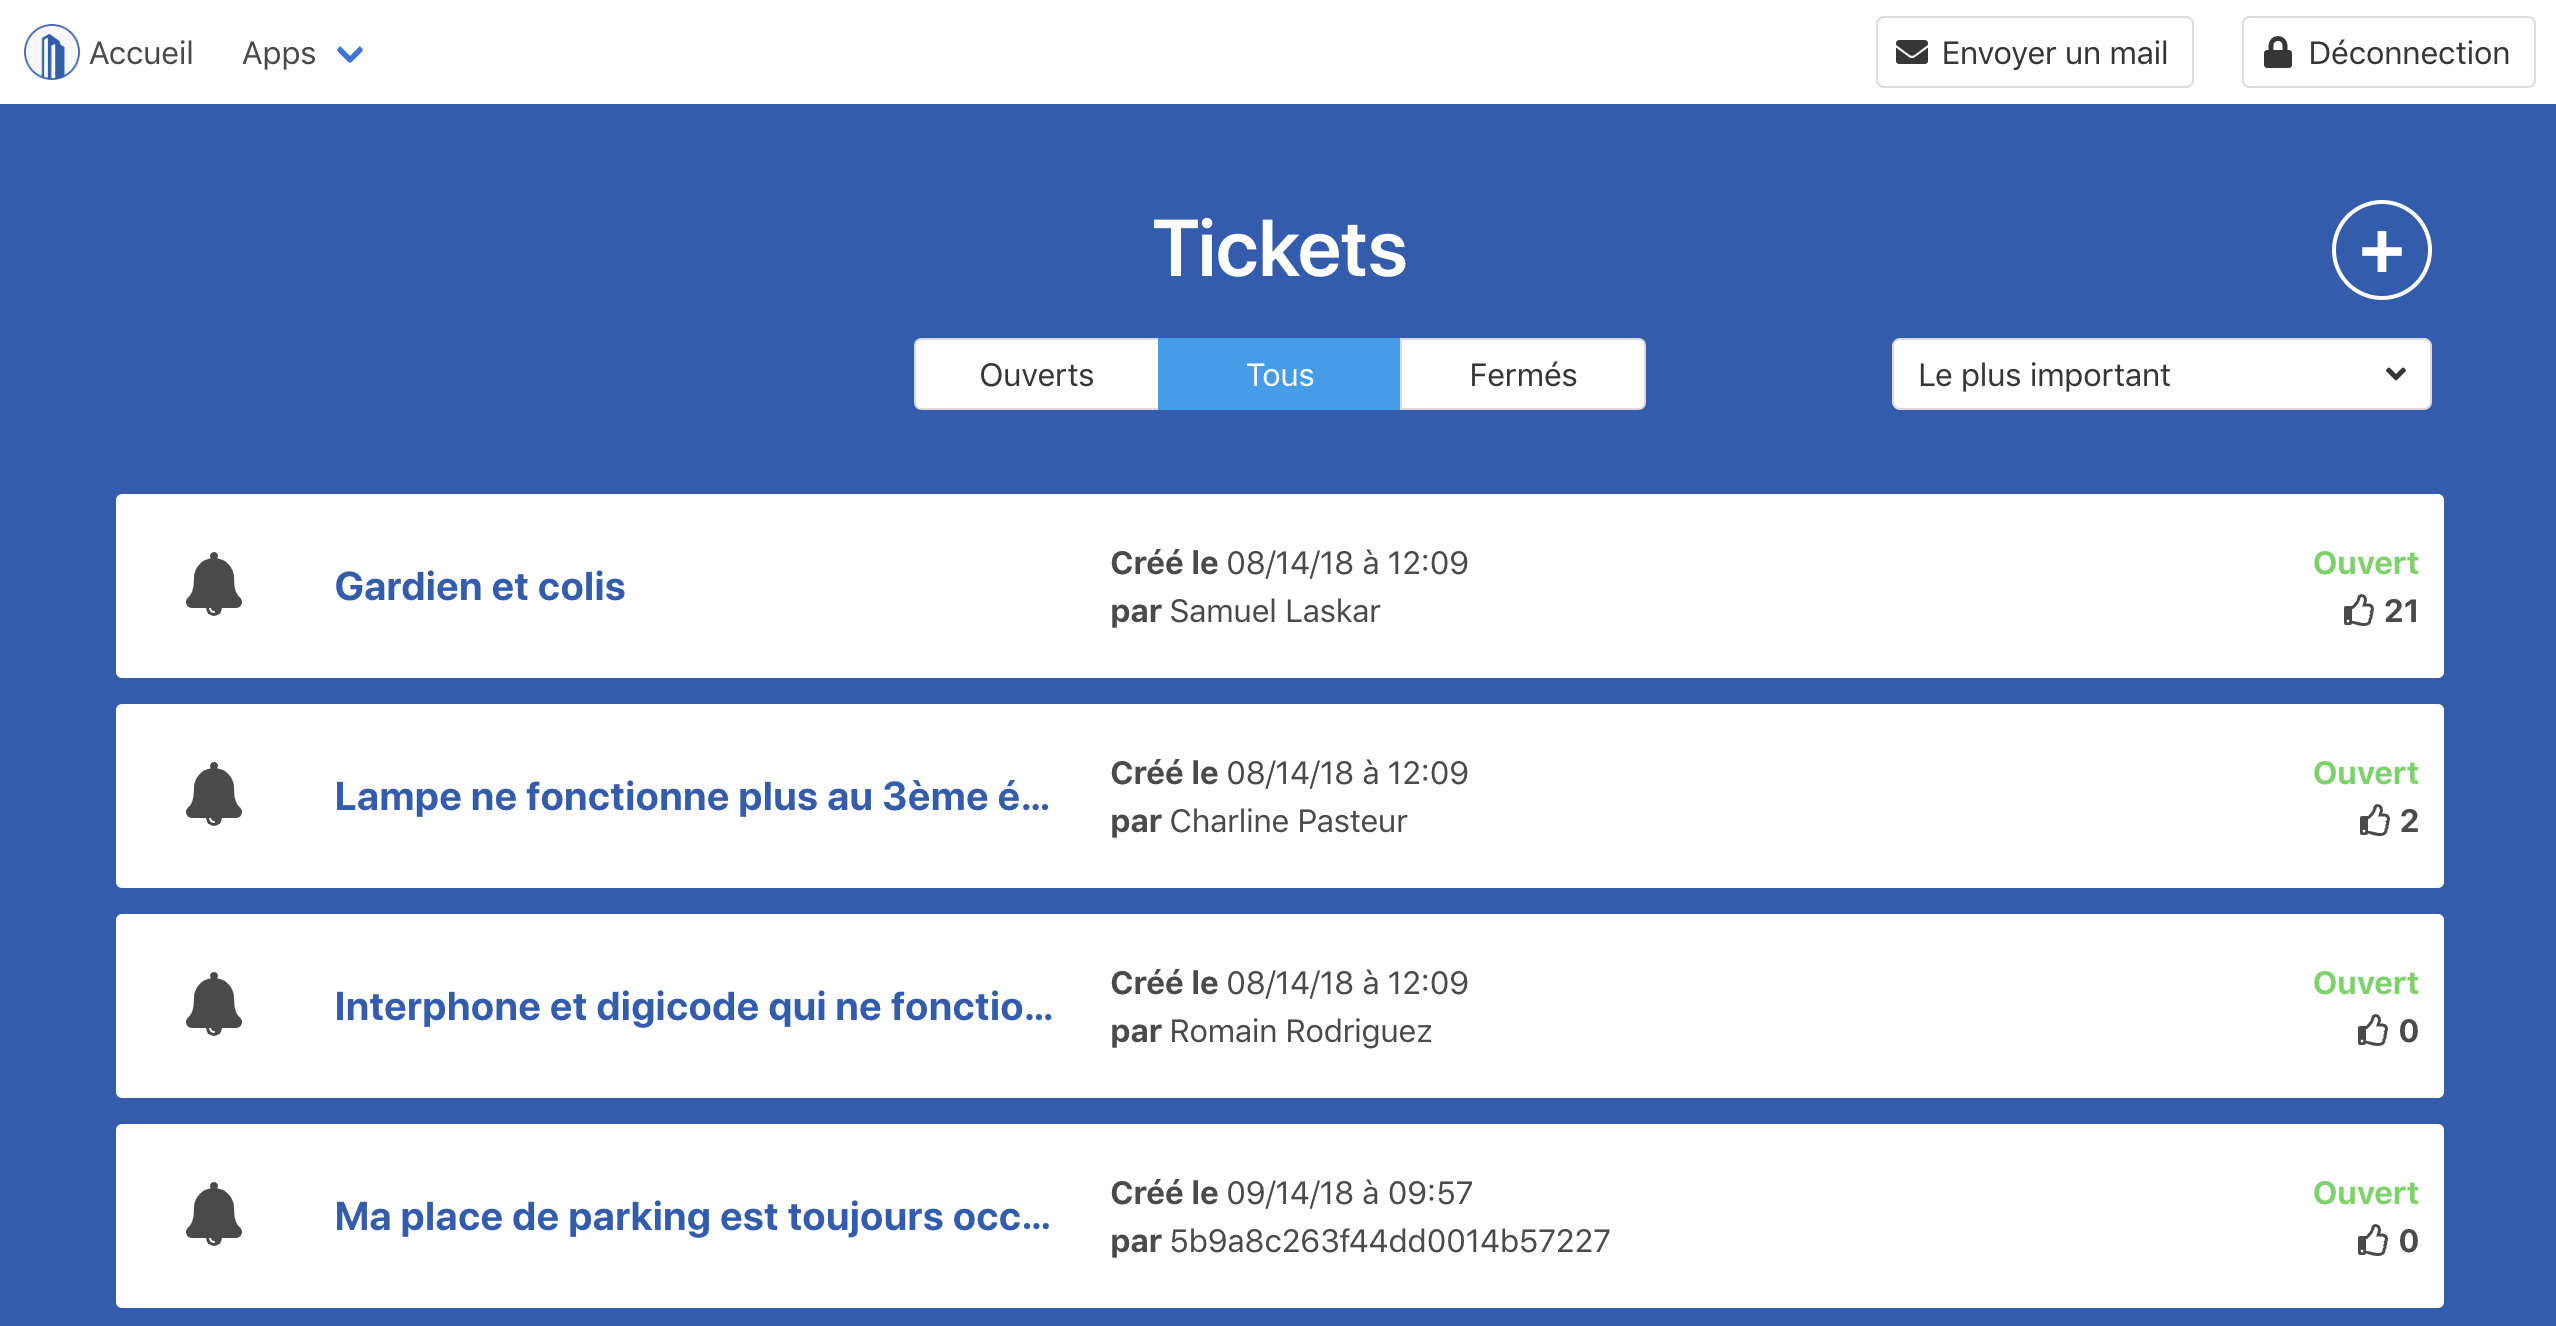 Accueil
Apps
Envoyer un mail
Déconnection
Tickets
Ouverts
Tous
Fermés
Le plus important
Gardien et colis
Créé le 08/14/18 à 12:09
par Samuel Laskar
Ouvert
21
Lampe ne fonctionne plus au 3ème é...
Créé le 08/14/18 à 12:09
par Charline Pasteur
Ouvert
2
Interphone et digicode qui ne fonctio...
Créé le 08/14/18 à 12:09
par Romain Rodriguez
Ouvert
0
Ma place de parking est toujours occ...
Créé le 09/14/18 à 09:57
par 5b9a8c263f44dd0014b57227
Ouvert
0